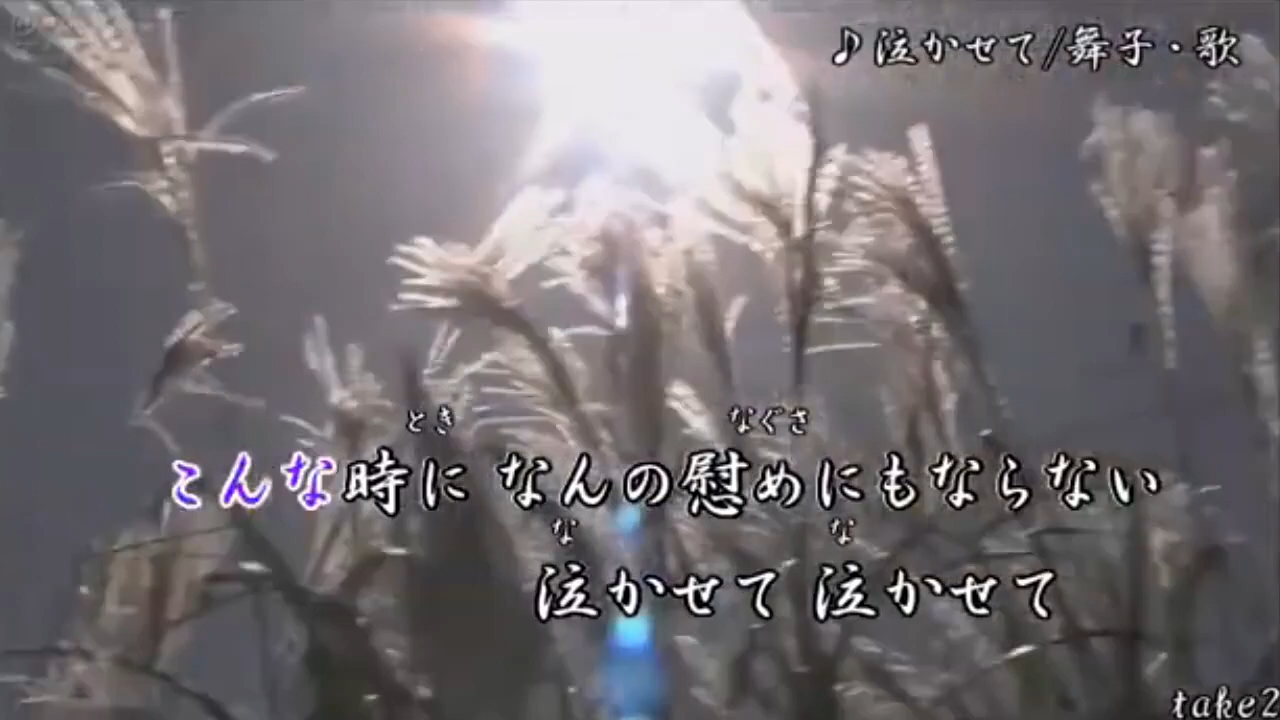 ♪泣かせて/舞子・歌
とき なぐさ
こんな時に なんの慰めにもならない
な な
泣かせて 泣かせて
take2